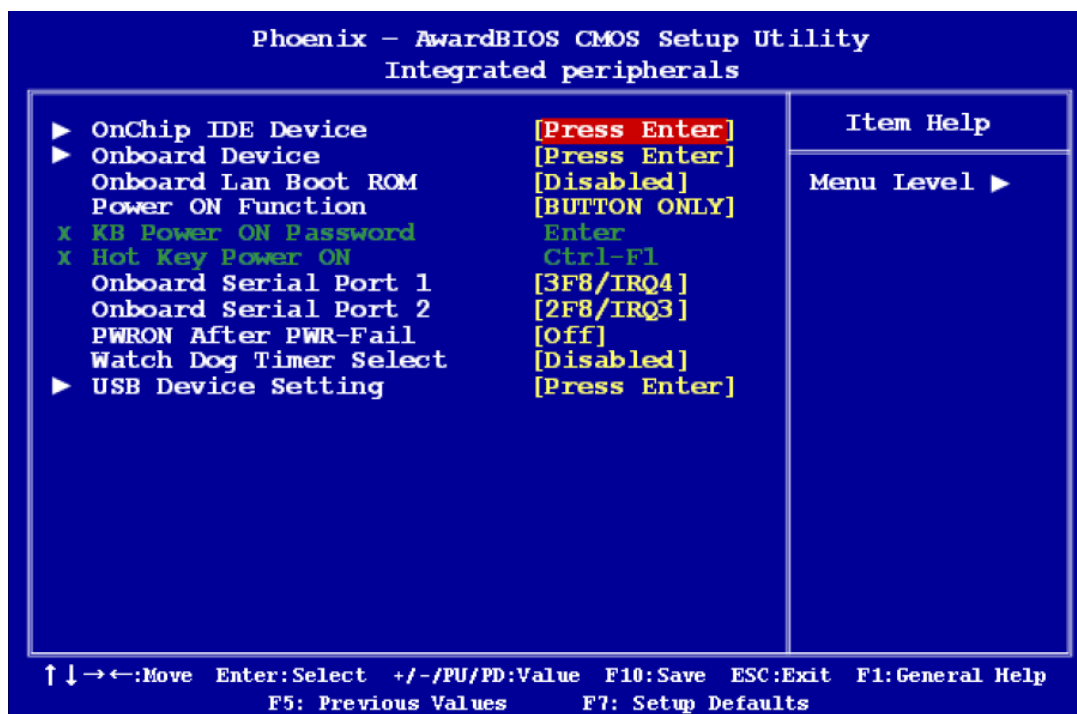 Phoenix – AwardBIOS CMOS Setup Utility
Integrated peripherals
▶ OnChip IDE Device [Press Enter]
▶ Onboard Device [Press Enter]
Onboard Lan Boot ROM [Disabled]
Power ON Function [BUTTON ONLY]
x KB Power ON Password Enter
x Hot Key Power ON Ctrl-F1
Onboard Serial Port 1 [3F8/IRQ4]
Onboard Serial Port 2 [2F8/IRQ3]
PWRON After PWR-Fail [Off]
Watch Dog Timer Select [Disabled]
▶ USB Device Setting [Press Enter]
Item Help
Menu Level ▶
↑↓→←:Move Enter:Select +/-/PU/PD:Value F10:Save ESC:Exit F1:General Help
F5: Previous Values F7: Setup Defaults